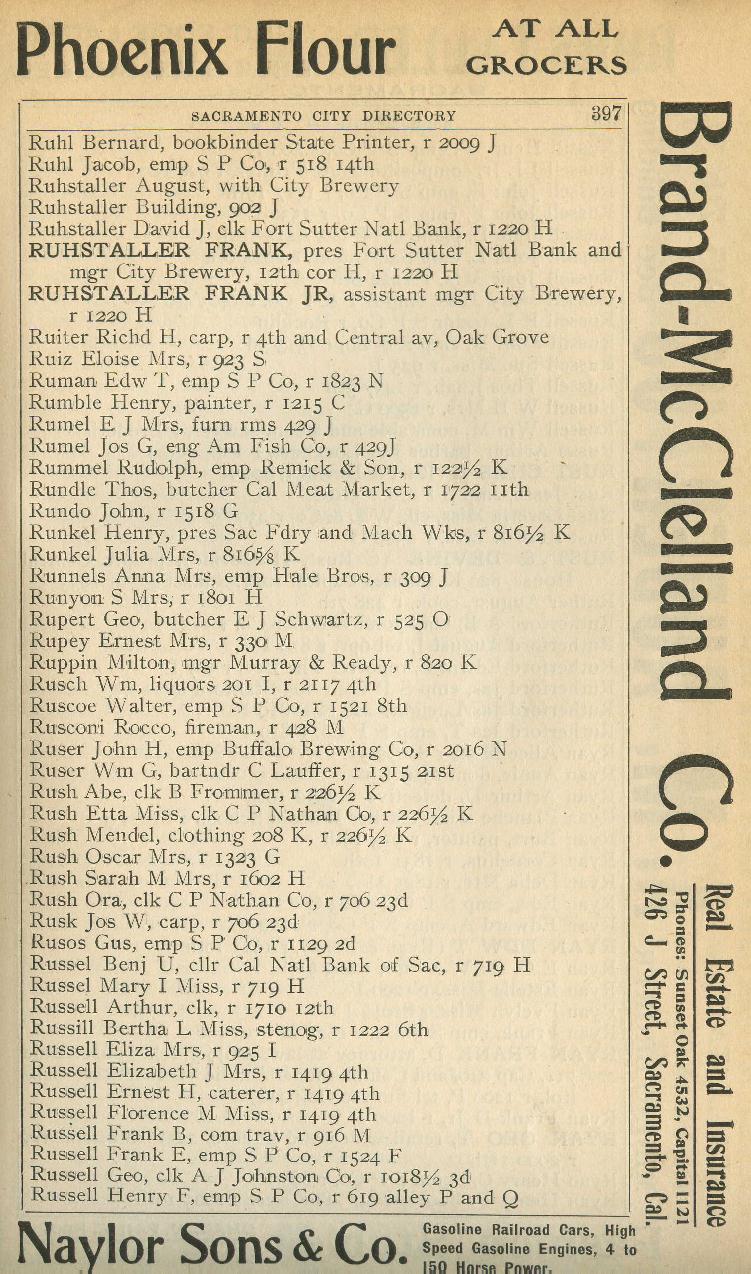 Phoenix Flour AT ALL GROCERS
SACRAMENTO CITY DIRECTORY 397
Ruhl Bernard, bookbinder State Printer, r 2009 J
Ruhl Jacob, emp S P Co, r 518 14th
Ruhstaller August, with City Brewery
Ruhstaller Building, 902 J
Ruhstaller David J, clk Fort Sutter Natl Bank, r 1220 H
RUHSTALLER FRANK, pres Fort Sutter Natl Bank and
mgr City Brewery, 12th cor H, r 1220 H
RUHSTALLER FRANK JR, assistant mgr City Brewery,
r 1220 H
Ruiter Richd H, carp, r 4th and Central av, Oak Grove
Ruiz Eloise Mrs, r 923 S
Ruman Edw T, emp S P Co, r 1823 N
Rumble Henry, painter, r 1215 C
Rumel E J Mrs, furn rms 429 J
Rumel Jos G, eng Am Fish Co, r 429J
Rummel Rudolph, emp Remick & Son, r 122½ K
Rundle Thos, butcher Cal Meat Market, r 1722 11th
Rundo John, r 1518 G
Runkel Henry, pres Sac Fdry and Mach Wks, r 816½ K
Runkel Julia Mrs, r 816⅝ K
Runnels Anna Mrs, emp Hale Bros, r 309 J
Runyon S Mrs, r 1801 H
Rupert Geo, butcher E J Schwartz, r 525 O
Rupey Ernest Mrs, r 330 M
Ruppin Milton, mgr Murray & Ready, r 820 K
Rusch Wm, liquors 201 I, r 2117 4th
Ruscoe Walter, emp S P Co, r 1521 8th
Rusconi Rocco, fireman, r 428 M
Ruser John H, emp Buffalo Brewing Co, r 2016 N
Ruser Wm G, bartndr C Lauffer, r 1315 21st
Rush Abe, clk B Frommer, r 226½ K
Rush Etta Miss, clk C P Nathan Co, r 226½ K
Rush Mendel, clothing 208 K, r 226½ K
Rush Oscar Mrs, r 1323 G
Rush Sarah M Mrs, r 1602 H
Rush Ora, clk C P Nathan Co, r 706 23d
Rusk Jos W, carp, r 706 23d
Rusos Gus, emp S P Co, r 1129 2d
Russel Benj U, cllr Cal Natl Bank of Sac, r 719 H
Russel Mary I Miss, r 719 H
Russell Arthur, clk, r 1710 12th
Russill Bertha L Miss, stenog, r 1222 6th
Russell Eliza Mrs, r 925 I
Russell Elizabeth J Mrs, r 1419 4th
Russell Ernest H, caterer, r 1419 4th
Russell Florence M Miss, r 1419 4th
Russell Frank B, com trav, r 916 M
Russell Frank E, emp S P Co, r 1524 F
Russell Geo, clk A J Johnston Co, r 1018½ 3d
Russell Henry F, emp S P Co, r 619 alley P and Q
Brand-McClelland Co.
Real Estate and Insurance
Phones: Sunset Oak 4532, Capital 1121
426 J Street, Sacramento, Cal.
Naylor Sons & Co.
Gasoline Railroad Cars, High
Speed Gasoline Engines, 4 to
150 Horse Power.